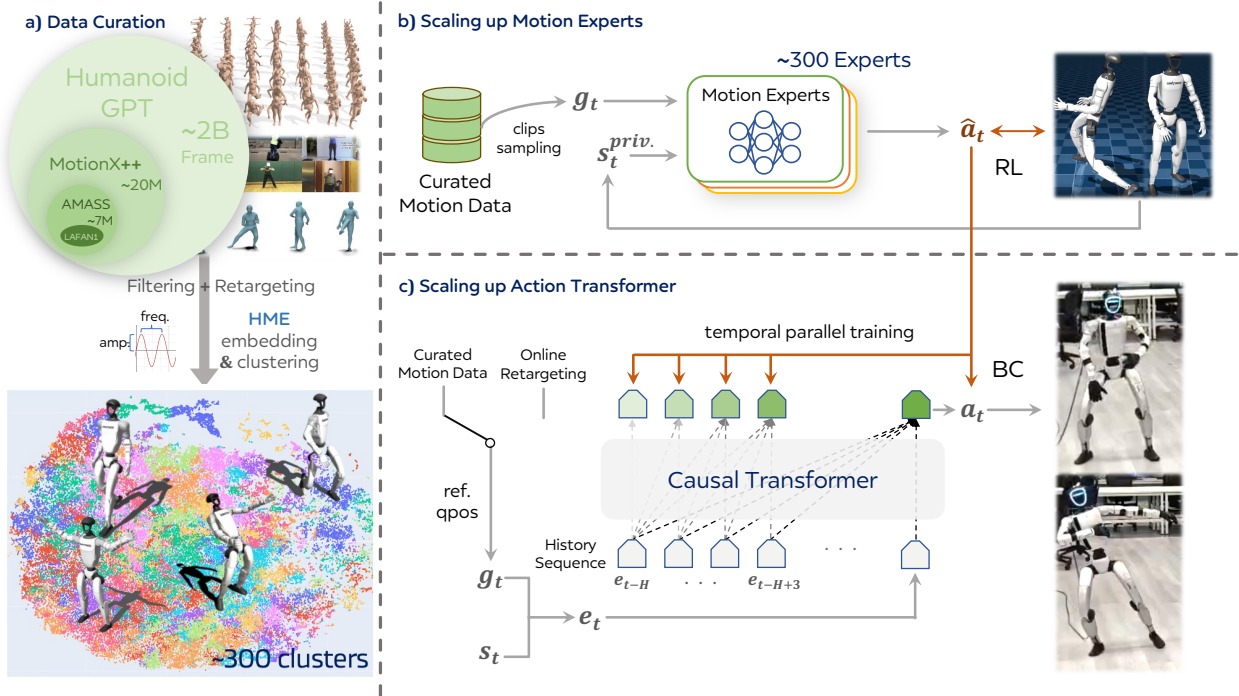 a) Data Curation
Humanoid
GPT
~2B
Frame
MotionX++
~20M
AMASS
~7M
LAFAN1
Filtering + Retargeting
freq.
amp.
HME
embedding
& clustering
~300 clusters
b) Scaling up Motion Experts
~300 Experts
Curated
Motion Data
clips
sampling
g_t
s_t^{priv.}
Motion Experts
â_t
RL
c) Scaling up Action Transformer
temporal parallel training
Curated
Motion Data
Online
Retargeting
BC
a_t
Causal Transformer
ref.
qpos
History
Sequence
· · ·
e_{t-H}
· · ·
e_{t-H+3}
g_t
e_t
s_t